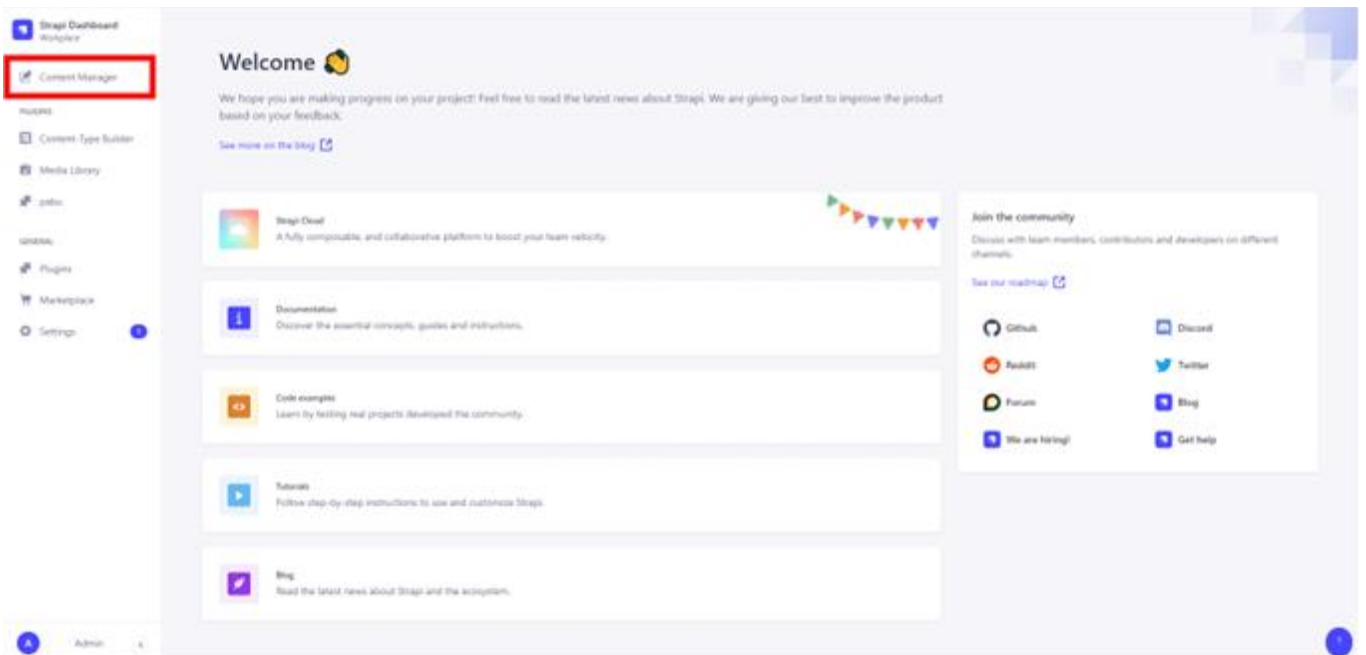 Strapi Dashboard
Workplace
Content Manager
PLUGINS
Content-Type Builder
Media Library
GENERAL
Plugins
Marketplace
Settings
Admin
Welcome
We hope you are making progress on your project! Feel free to read the latest news about Strapi. We are giving our best to improve the product
based on your feedback.
See more on the blog
Strapi Cloud
A fully composable, and collaborative platform to boost your team velocity.
Documentation
Discover the essential concepts, guides and instructions.
Code examples
Learn by testing real projects developed the community.
Tutorials
Follow step-by-step instructions to use and customize Strapi.
Blog
Read the latest news about Strapi and the ecosystem.
Join the community
Discuss with team members, contributors and developers on different
channels.
See our roadmap
Github
Discord
Reddit
Twitter
Forum
Blog
We are hiring!
Get help